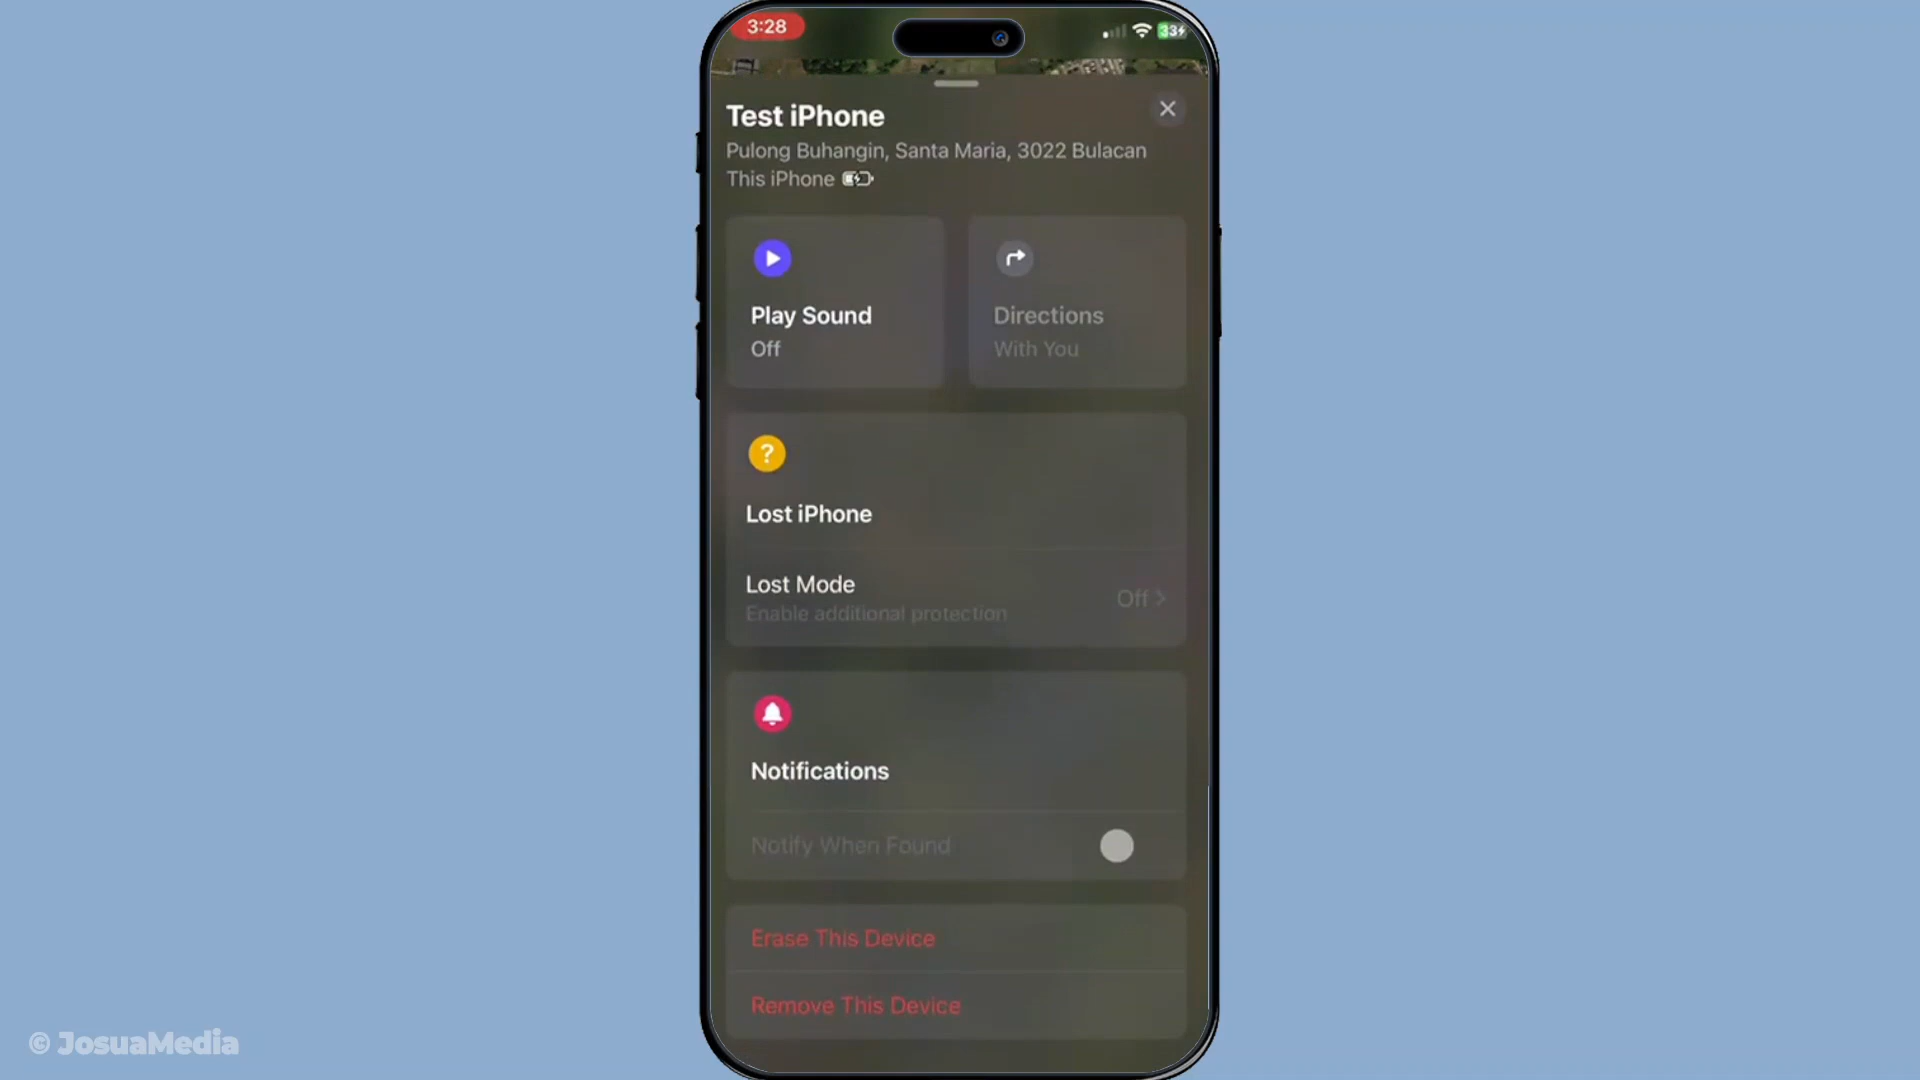 3:28
33
Test iPhone
Pulong Buhangin, Santa Maria, 3022 Bulacan
This iPhone
Play Sound
Off
Directions
With You
?
Lost iPhone
Lost Mode
Enable additional protection
Off >
Notifications
Notify When Found
Erase This Device
Remove This Device
© JosuaMedia